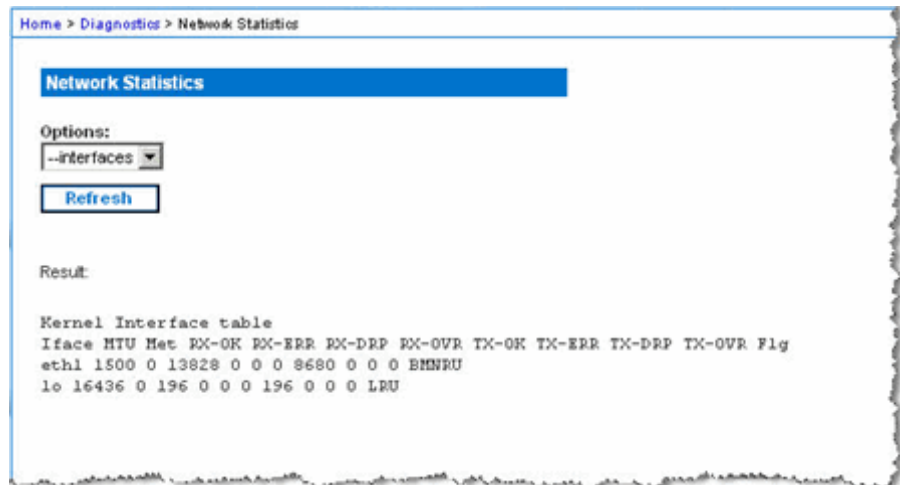 Home > Diagnostics > Network Statistics
Network Statistics
Options:
--interfaces
Refresh
Result:
Kernel Interface table
Iface MTU Met RX-OK RX-ERR RX-DRP RX-OVR TX-OK TX-ERR TX-DRP TX-OVR Flg
eth1 1500 0 13828 0 0 0 8680 0 0 0 BMNRU
lo 16436 0 196 0 0 0 196 0 0 0 LRU